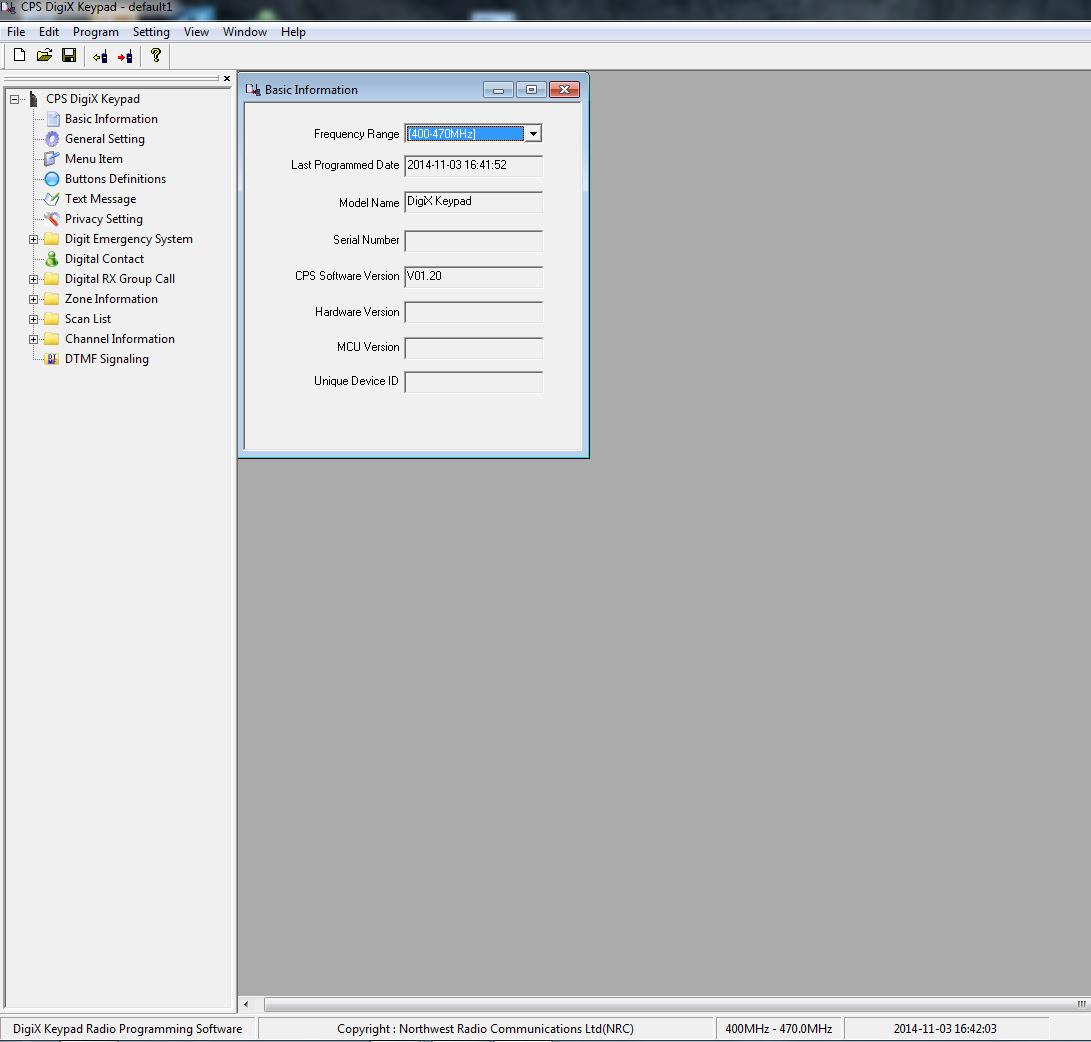 CPS DigiX Keypad - default1
File Edit Program Setting View Window Help
CPS DigiX Keypad
Basic Information
General Setting
Menu Item
Buttons Definitions
Text Message
Privacy Setting
Digit Emergency System
Digital Contact
Digital RX Group Call
Zone Information
Scan List
Channel Information
DTMF Signaling
Basic Information
Frequency Range [400-470MHz]
Last Programmed Date 2014-11-03 16:41:52
Model Name DigiX Keypad
Serial Number
CPS Software Version V01.20
Hardware Version
MCU Version
Unique Device ID
DigiX Keypad Radio Programming Software Copyright : Northwest Radio Communications Ltd(NRC) 400MHz - 470.0MHz 2014-11-03 16:42:03